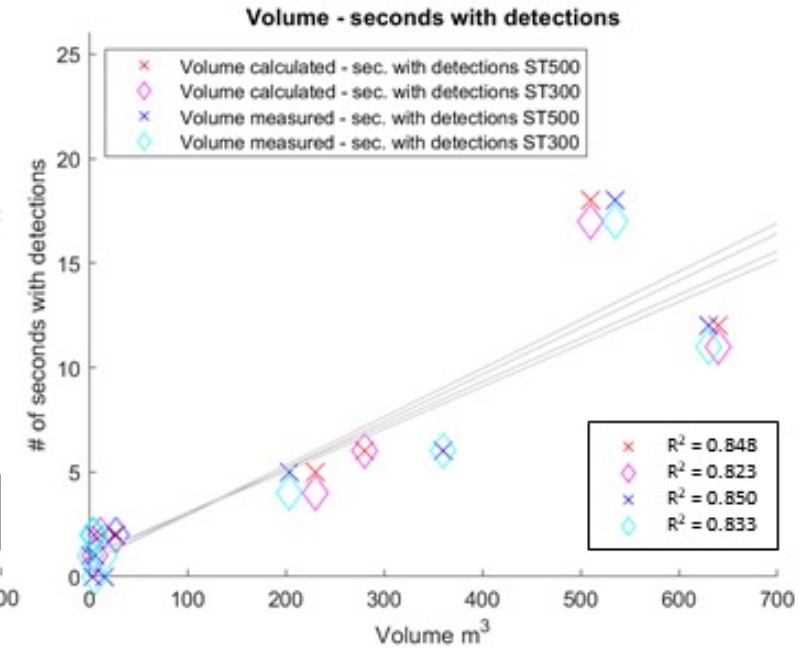 Volume - seconds with detections
25
20
15
10
5
0
# of seconds with detections
Volume calculated - sec. with detections ST500
Volume calculated - sec. with detections ST300
Volume measured - sec. with detections ST500
Volume measured - sec. with detections ST300
R² = 0.848
R² = 0.823
R² = 0.850
R² = 0.833
00
0 100 200 300 400 500 600 700
Volume m³